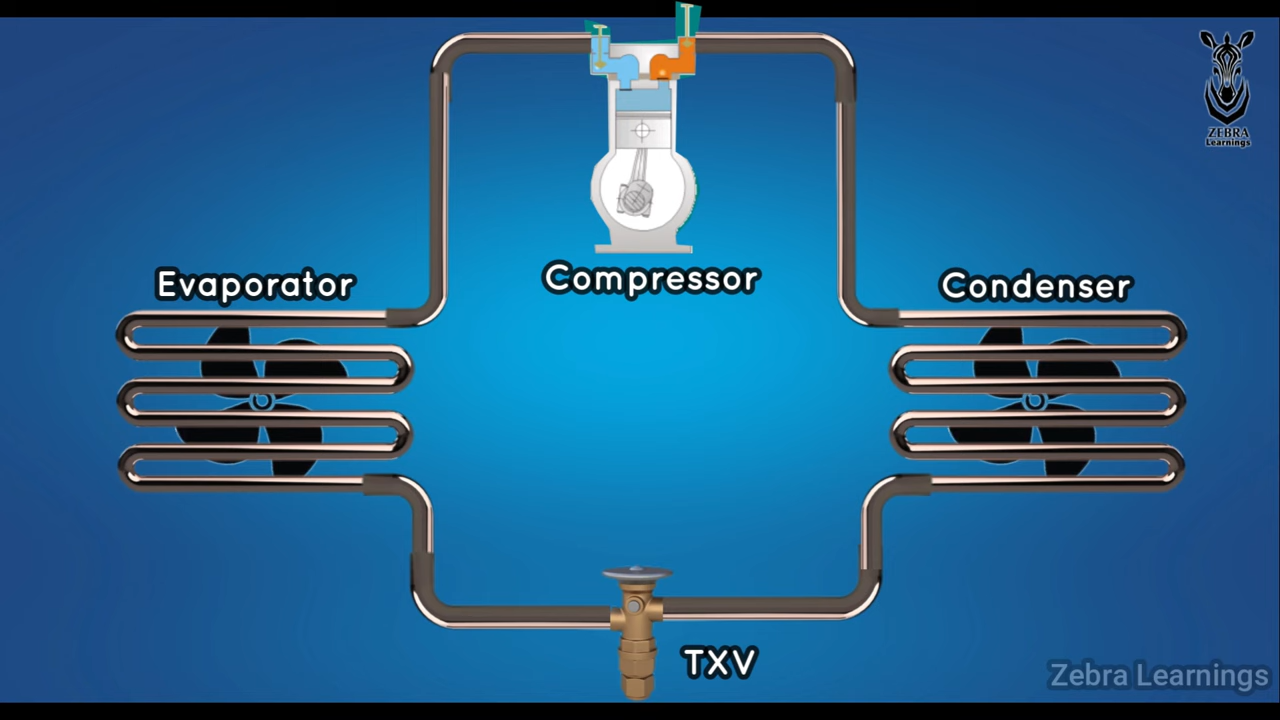 ZEBRA
Learnings
Evaporator
Compressor
Condenser
TXV
Zebra Learnings